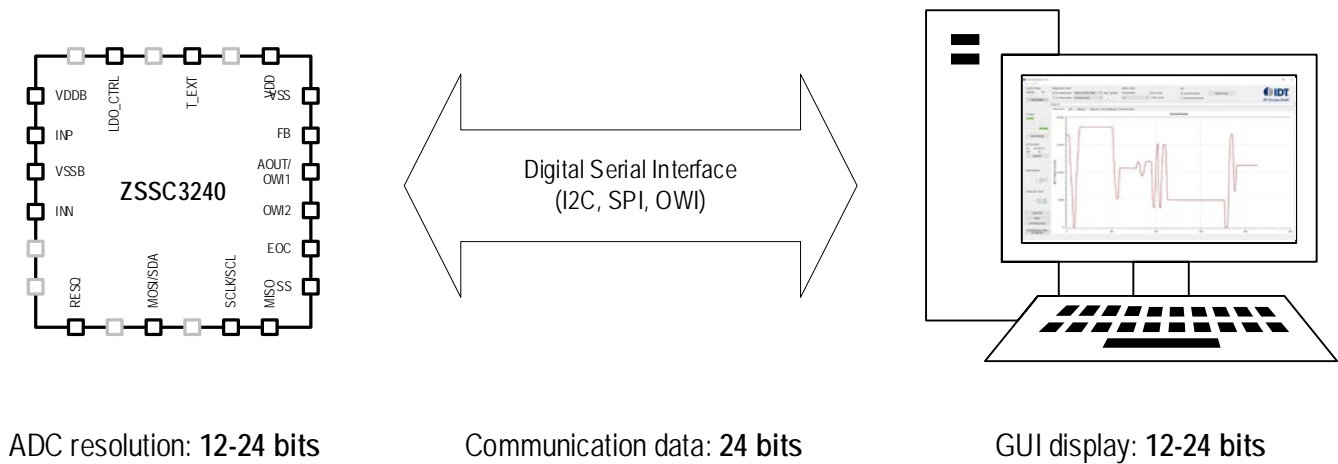 LDO_CTRL
T_EXT
VDD
VDDB
INP
VSSB
INN
ZSSC3240
VSS
FB
AOUT/
OWI1
OWI2
EOC
SS
RESQ
MOSI/SDA
SCLK/SCL
MISO
Digital Serial Interface
(I2C, SPI, OWI)
IDT
ADC resolution: 12-24 bits
Communication data: 24 bits
GUI display: 12-24 bits